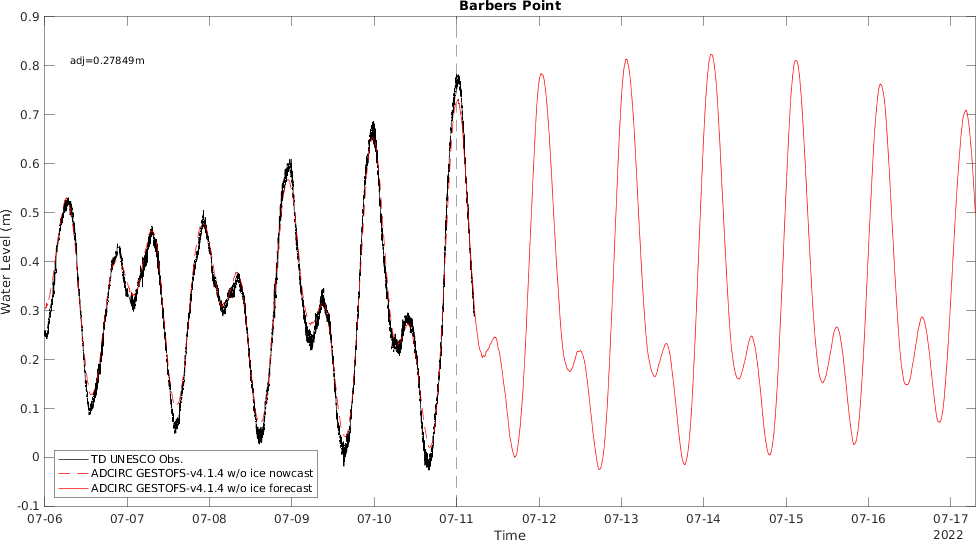 Barbers Point
adj=0.27849m
0.9
0.8
0.7
0.6
0.5
0.4
0.3
0.2
0.1
0
-0.1
Water Level (m)
TD UNESCO Obs.
ADCIRC GESTOFS-v4.1.4 w/o ice nowcast
ADCIRC GESTOFS-v4.1.4 w/o ice forecast
07-06 07-07 07-08 07-09 07-10 07-11 07-12 07-13 07-14 07-15 07-16 07-17
Time 2022